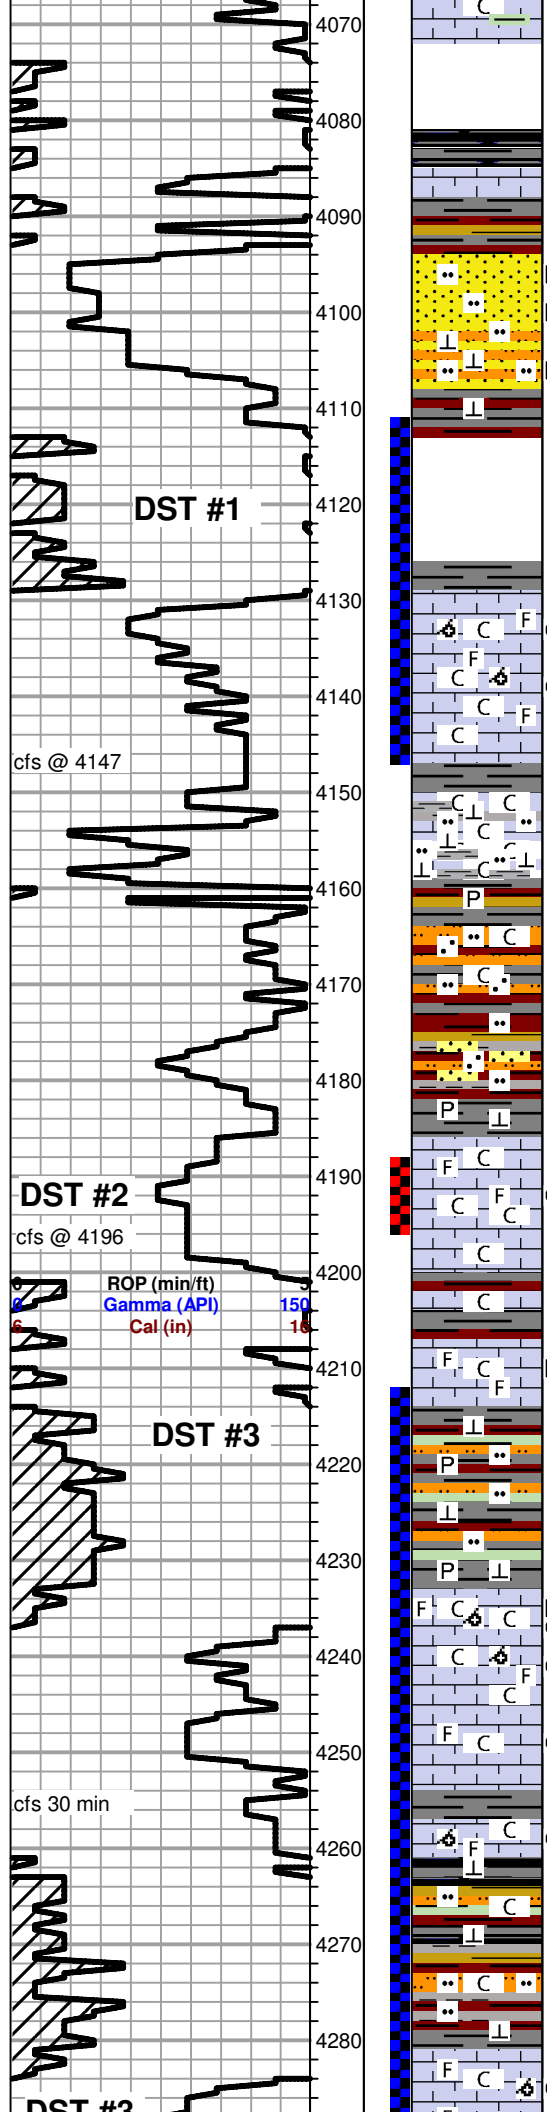 C
4070
4080
4090
4100
⊥
⊥
4110
⊥
DST #1
4120
4130
F
C
F
C
4140
C
F
C
cfs @ 4147
4150
C C
⊥
C
⊥
C
⊥
⊥ C
4160
P
C
4170
C
4180
P
⊥
C
F
4190
DST #2
F
C
C
cfs @ 4196
C
4200
0 ROP (min/ft) 5
0 Gamma (API) 150
6 Cal (in) 16
C
F
C
4210
F
DST #3
⊥
4220
P
⊥
4230
P ⊥
F C
C
4240
C
F
C
F
4250
C
cfs 30 min
C
4260
F
⊥
C
4270
⊥
C
4280
⊥
F
C
DST #3